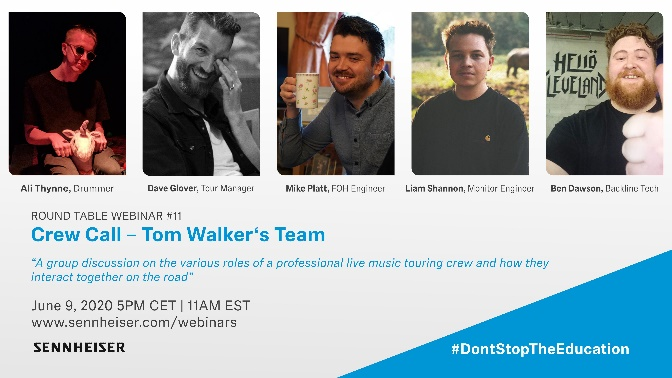 HELLÖ
CLEVELAND
Ali Thynne, Drummer
Dave Glover, Tour Manager
Mike Platt, FOH Engineer
Liam Shannon, Monitor Engineer
Ben Dawson, Backline Tech
ROUND TABLE WEBINAR #11
Crew Call – Tom Walker‘s Team
“A group discussion on the various roles of a professional live music touring crew and how they
interact together on the road”
June 9, 2020 5PM CET | 11AM EST
www.sennheiser.com/webinars
SENNHEISER
#DontStopTheEducation